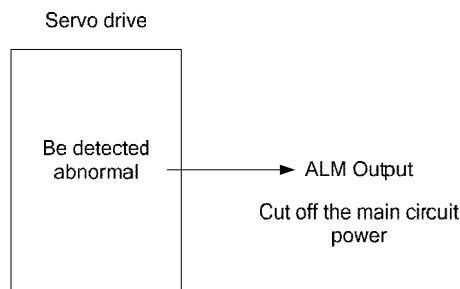 Servo drive
Be detected
abnormal
ALM Output
Cut off the main circuit
power